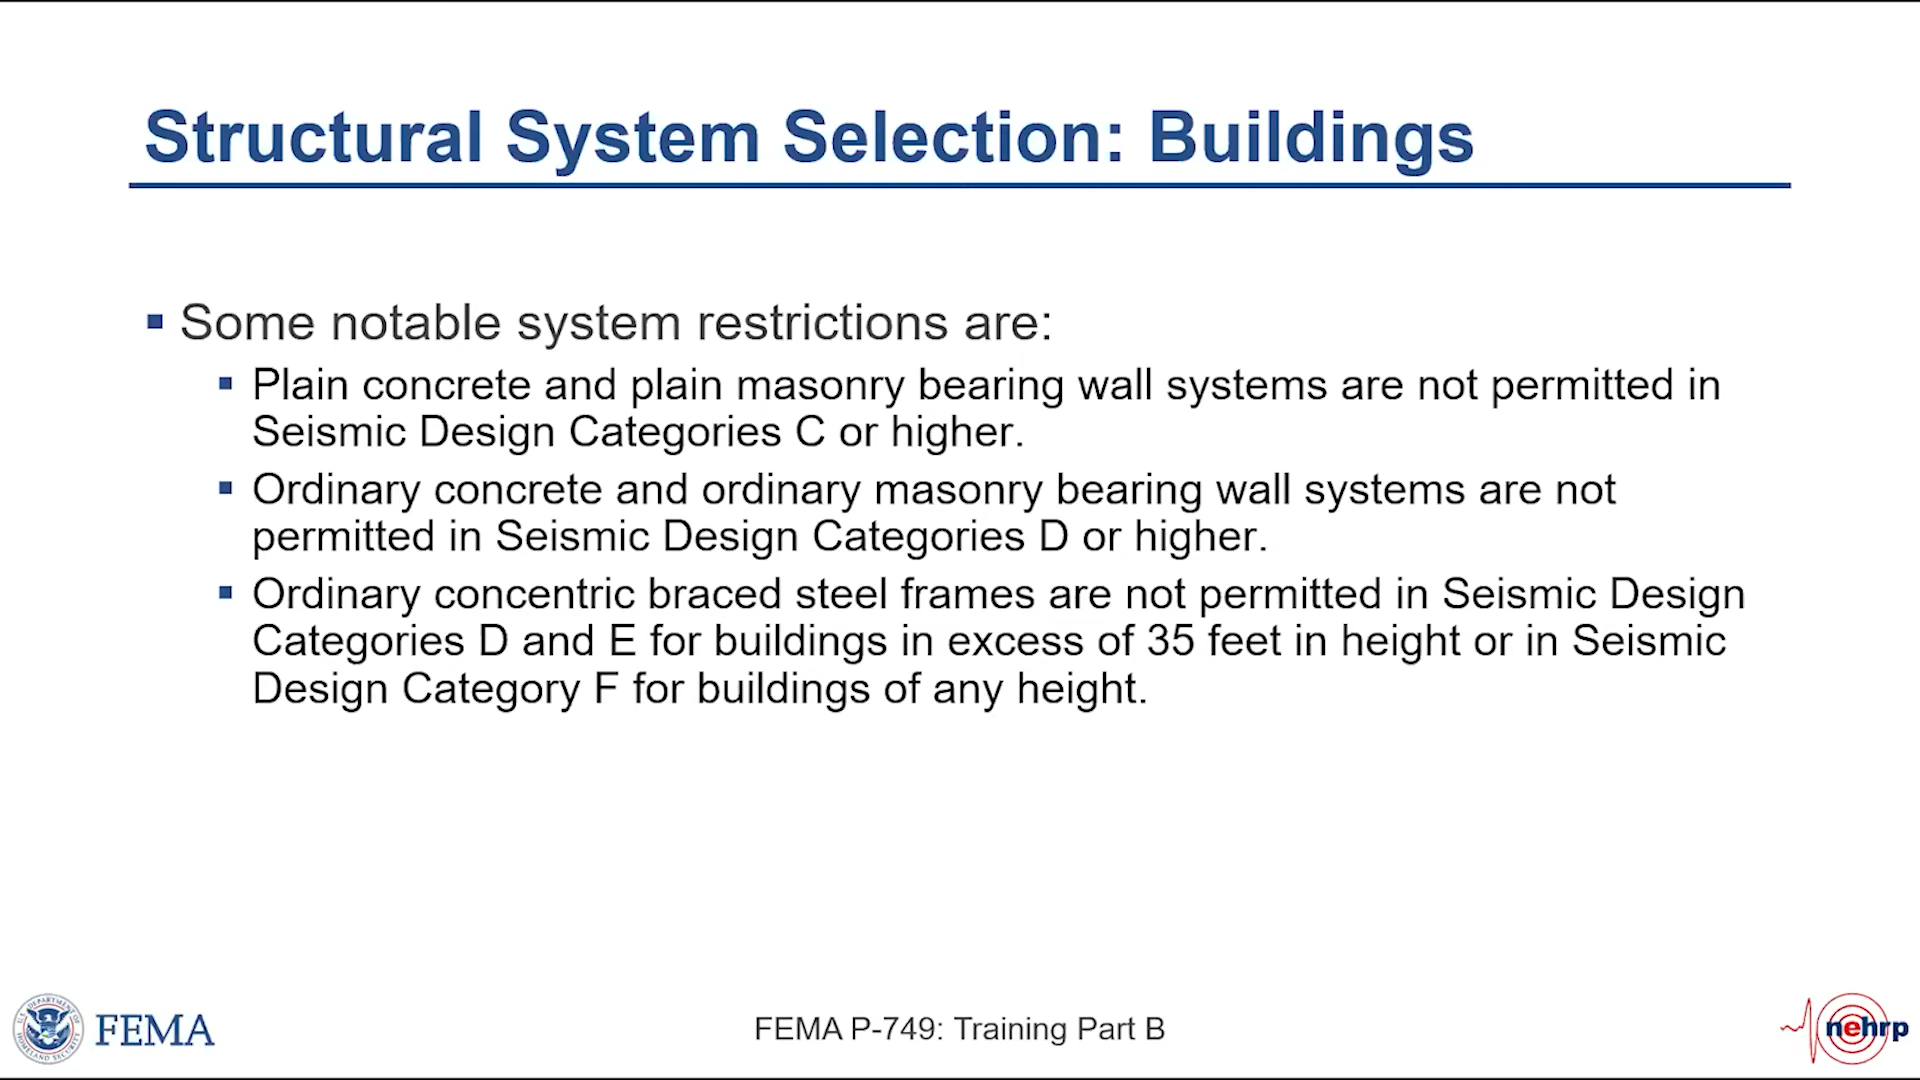 Structural System Selection: Buildings
▪ Some notable system restrictions are:
▪ Plain concrete and plain masonry bearing wall systems are not permitted in
Seismic Design Categories C or higher.
▪ Ordinary concrete and ordinary masonry bearing wall systems are not
permitted in Seismic Design Categories D or higher.
▪ Ordinary concentric braced steel frames are not permitted in Seismic Design
Categories D and E for buildings in excess of 35 feet in height or in Seismic
Design Category F for buildings of any height.
FEMA
FEMA P-749: Training Part B
nehrp